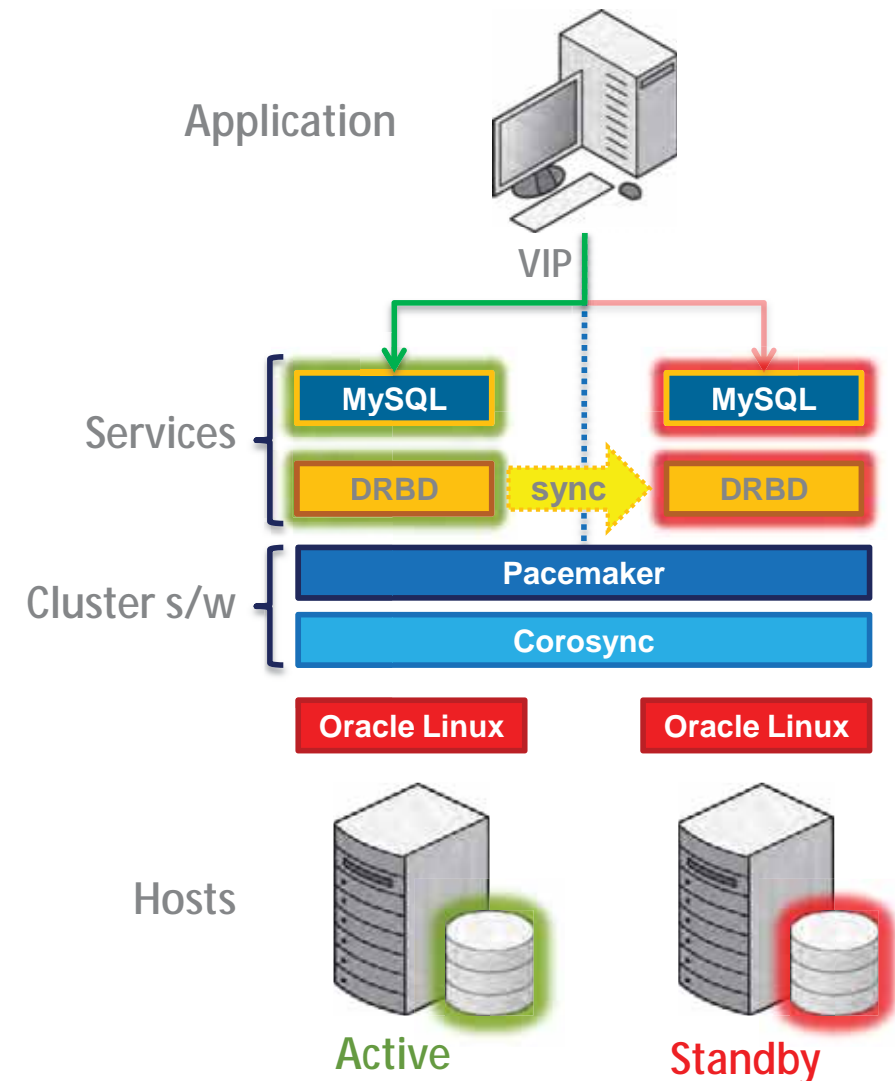 Application
VIP
MySQL
MySQL
Services
DRBD
sync
DRBD
Pacemaker
Cluster s/w
Corosync
Oracle Linux
Oracle Linux
Hosts
Active
Standby